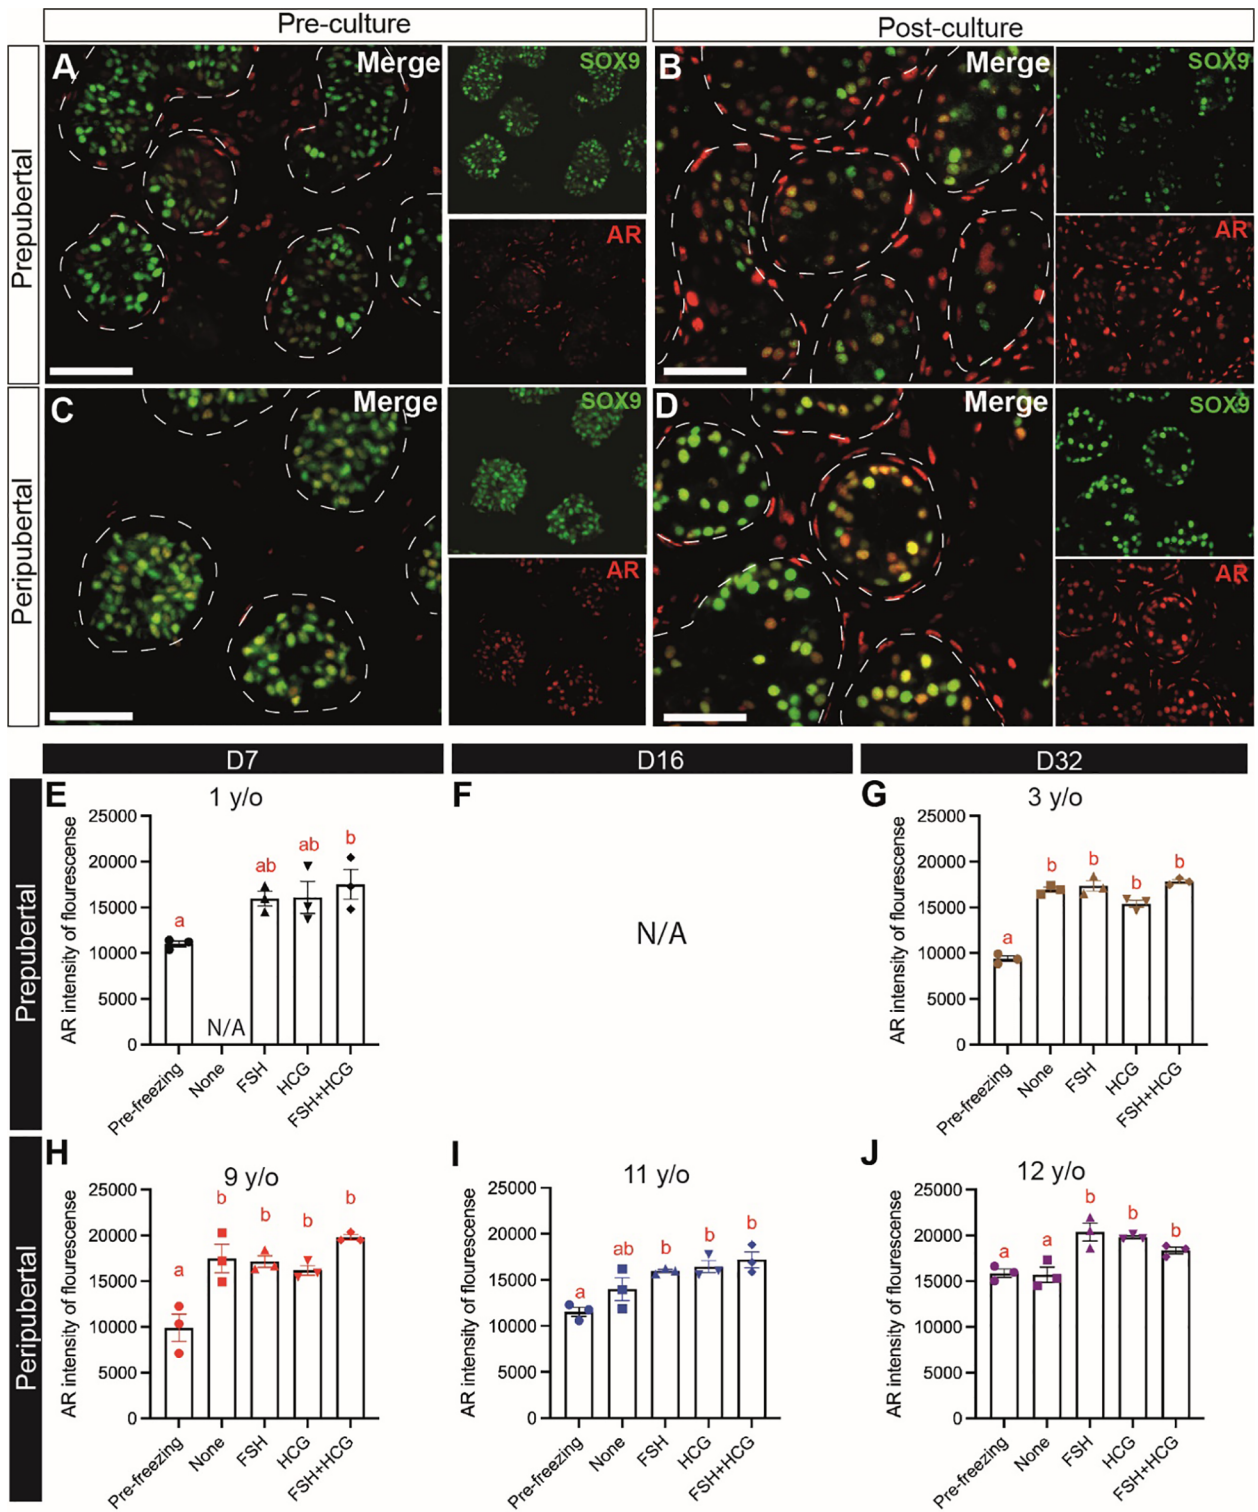 Pre-culture
Post-culture
Prepubertal
A
Merge
SOX9
AR
B
Merge
SOX9
AR
Peripubertal
C
Merge
SOX9
AR
D
Merge
SOX9
AR
D7
D16
D32
Prepubertal
E
1 y/o
AR intensity of flourescense
25000
20000
15000
10000
5000
0
a
N/A
ab
ab
b
Pre-freezing
None
FSH
HCG
FSH+HCG
F
N/A
G
3 y/o
AR intensity of flourescense
25000
20000
15000
10000
5000
0
a
b
b
b
b
Pre-freezing
None
FSH
HCG
FSH+HCG
Peripubertal
H
9 y/o
AR intensity of flourescense
25000
20000
15000
10000
5000
0
a
b
b
b
b
Pre-freezing
None
FSH
HCG
FSH+HCG
I
11 y/o
AR intensity of flourescense
25000
20000
15000
10000
5000
0
a
ab
b
b
b
Pre-freezing
None
FSH
HCG
FSH+HCG
J
12 y/o
AR intensity of flourescense
25000
20000
15000
10000
5000
0
a
a
b
b
b
Pre-freezing
None
FSH
HCG
FSH+HCG